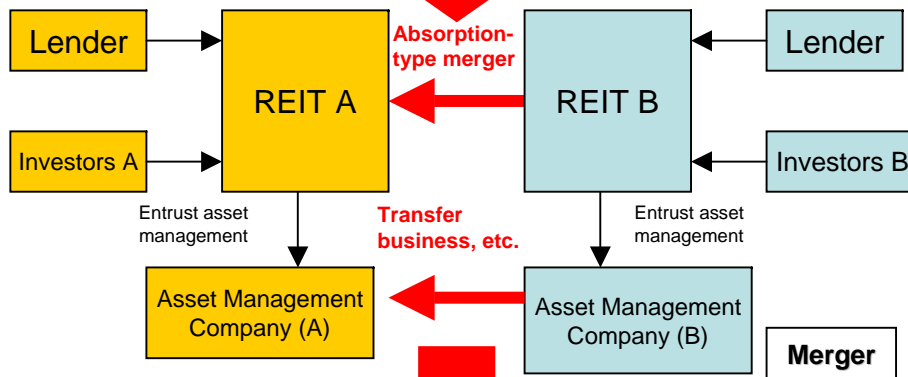 Lender
Absorption-
type merger
Lender
REIT A
REIT B
Investors A
Investors B
Entrust asset
management
Transfer
business, etc.
Entrust asset
management
Asset Management
Company (A)
Asset Management
Company (B)
Merger